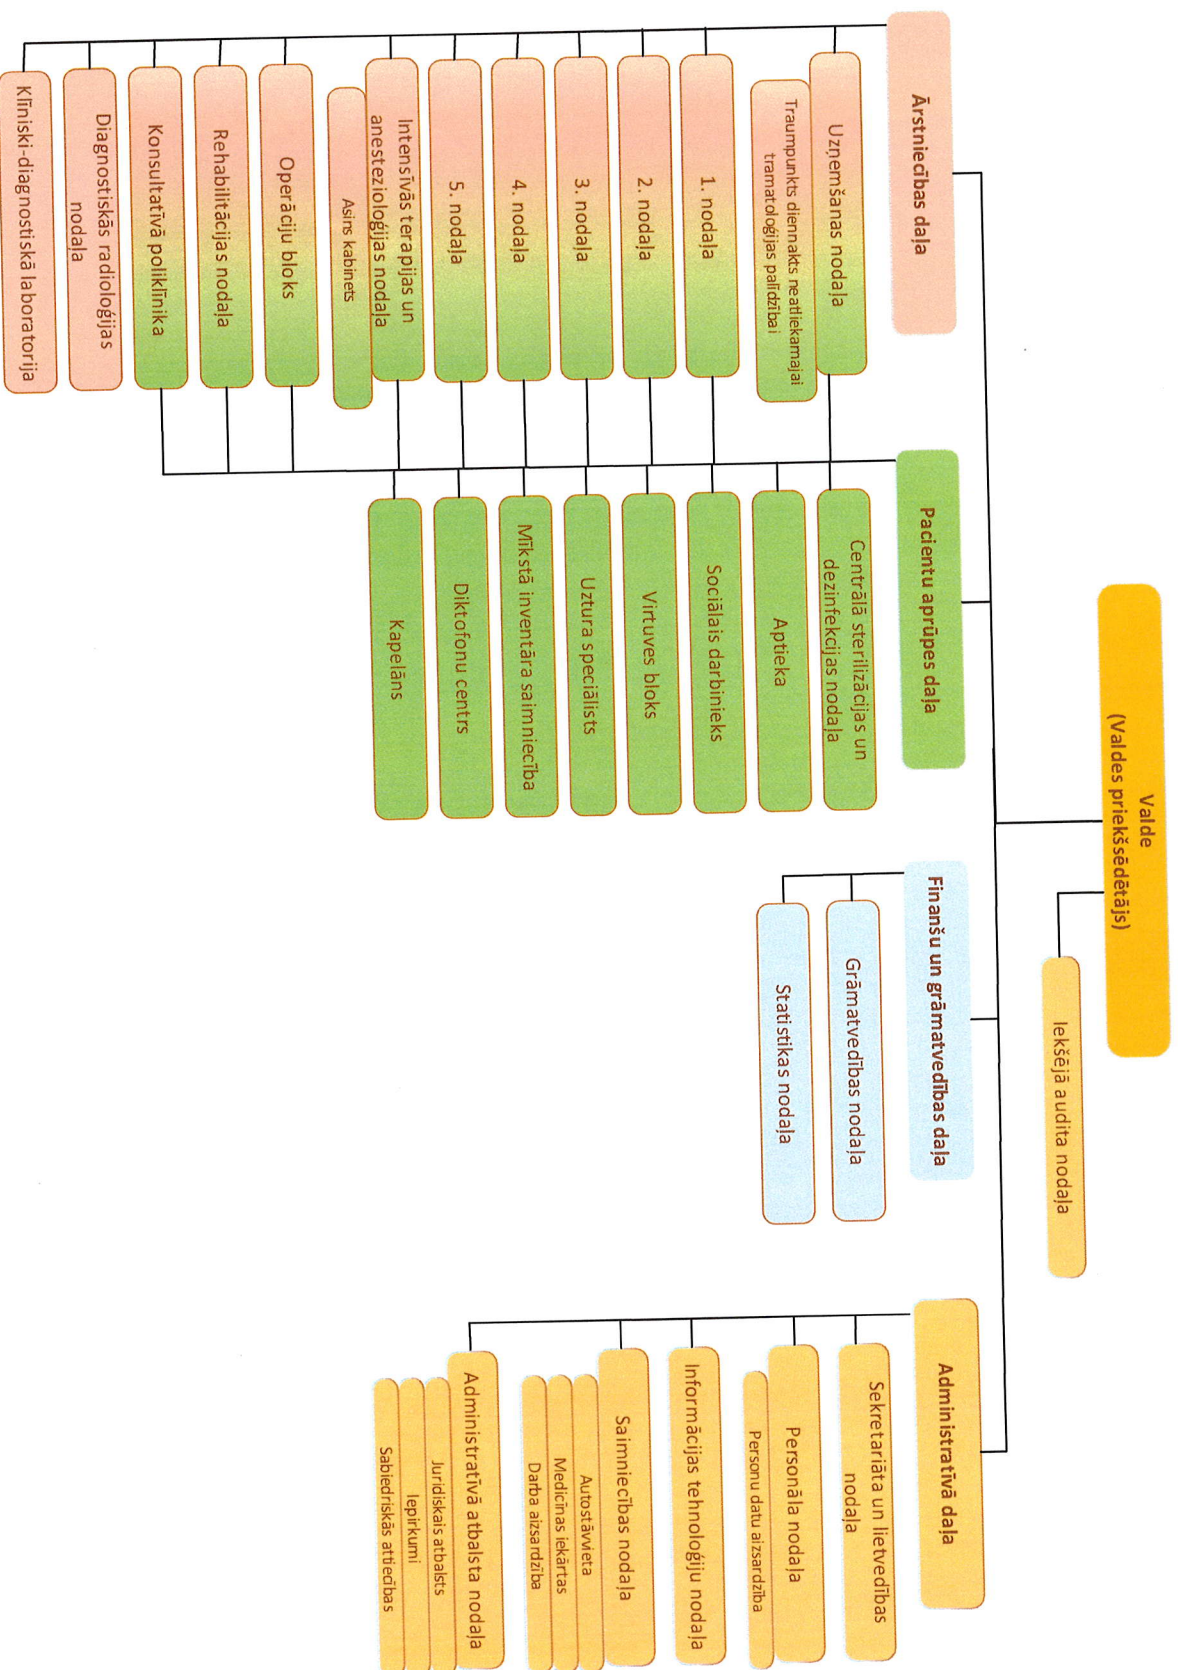 Valde
(Valdes priekšsēdētājs)
Iekšējā audita nodaļa
Ārstniecības daļa
Uzņemšanas nodaļa
Traumpunkts diennakts neatliekamajai
tramatoloģijas palīdzībai
1. nodaļa
2. nodaļa
3. nodaļa
4. nodaļa
5. nodaļa
Intensīvās terapijas un
anestezioloģijas nodaļa
Asins kabinets
Operāciju bloks
Rehabilitācijas nodaļa
Konsultatīvā poliklīnika
Diagnostiskās radioloģijas
nodaļa
Klīniski-diagnostiskā laboratorija
Pacientu aprūpes daļa
Centrālā sterilizācijas un
dezinfekcijas nodaļa
Aptieka
Sociālais darbinieks
Virtuves bloks
Uztura speciālists
Mīkstā inventāra saimniecība
Diktofonu centrs
Kapelāns
Finanšu un grāmatvedības daļa
Grāmatvedības nodaļa
Statistikas nodaļa
Administratīvā daļa
Sekretariāta un lietvedības
nodaļa
Personāla nodaļa
Personu datu aizsardzība
Informācijas tehnoloģiju nodaļa
Saimniecības nodaļa
Autostāvvieta
Medicīnas iekārtas
Darba aizsardzība
Administratīvā atbalsta nodaļa
Juridiskais atbalsts
Iepirkumi
Sabiedriskās attiecības